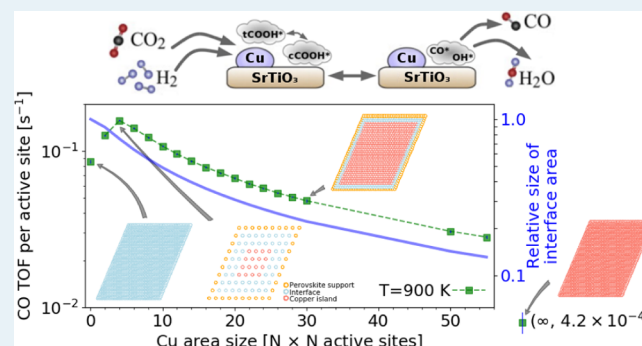 CO₂
H2
tCOOH*
cCOOH*
Cu
SrTiO₃
Cu
CO*
OH*
SrTiO₃
CO
H₂O
CO TOF per active site [s⁻¹]
10⁻¹
10⁻²
0 10 20 30 40 50
Cu area size [N × N active sites]
Perovskite support
Interface
Copper island
T=900 K
1.0
0.1
Relative size of
interface area
(∞, 4.2 × 10⁻⁴